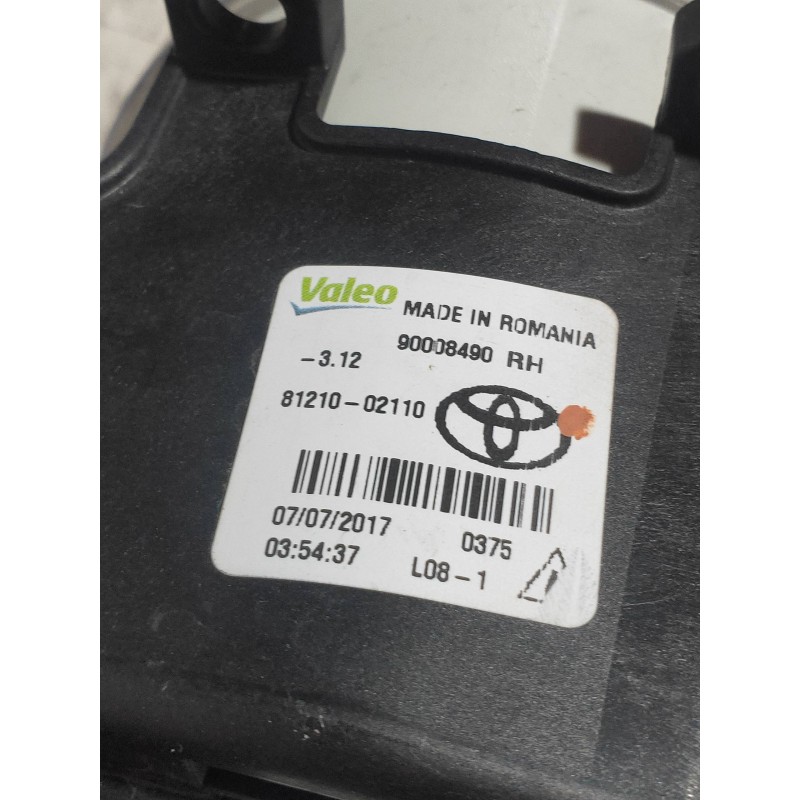 Valeo MADE IN ROMANIA
90008490 RH
-3.12
81210-02110
07/07/2017 0375
03:54:37 L08-1